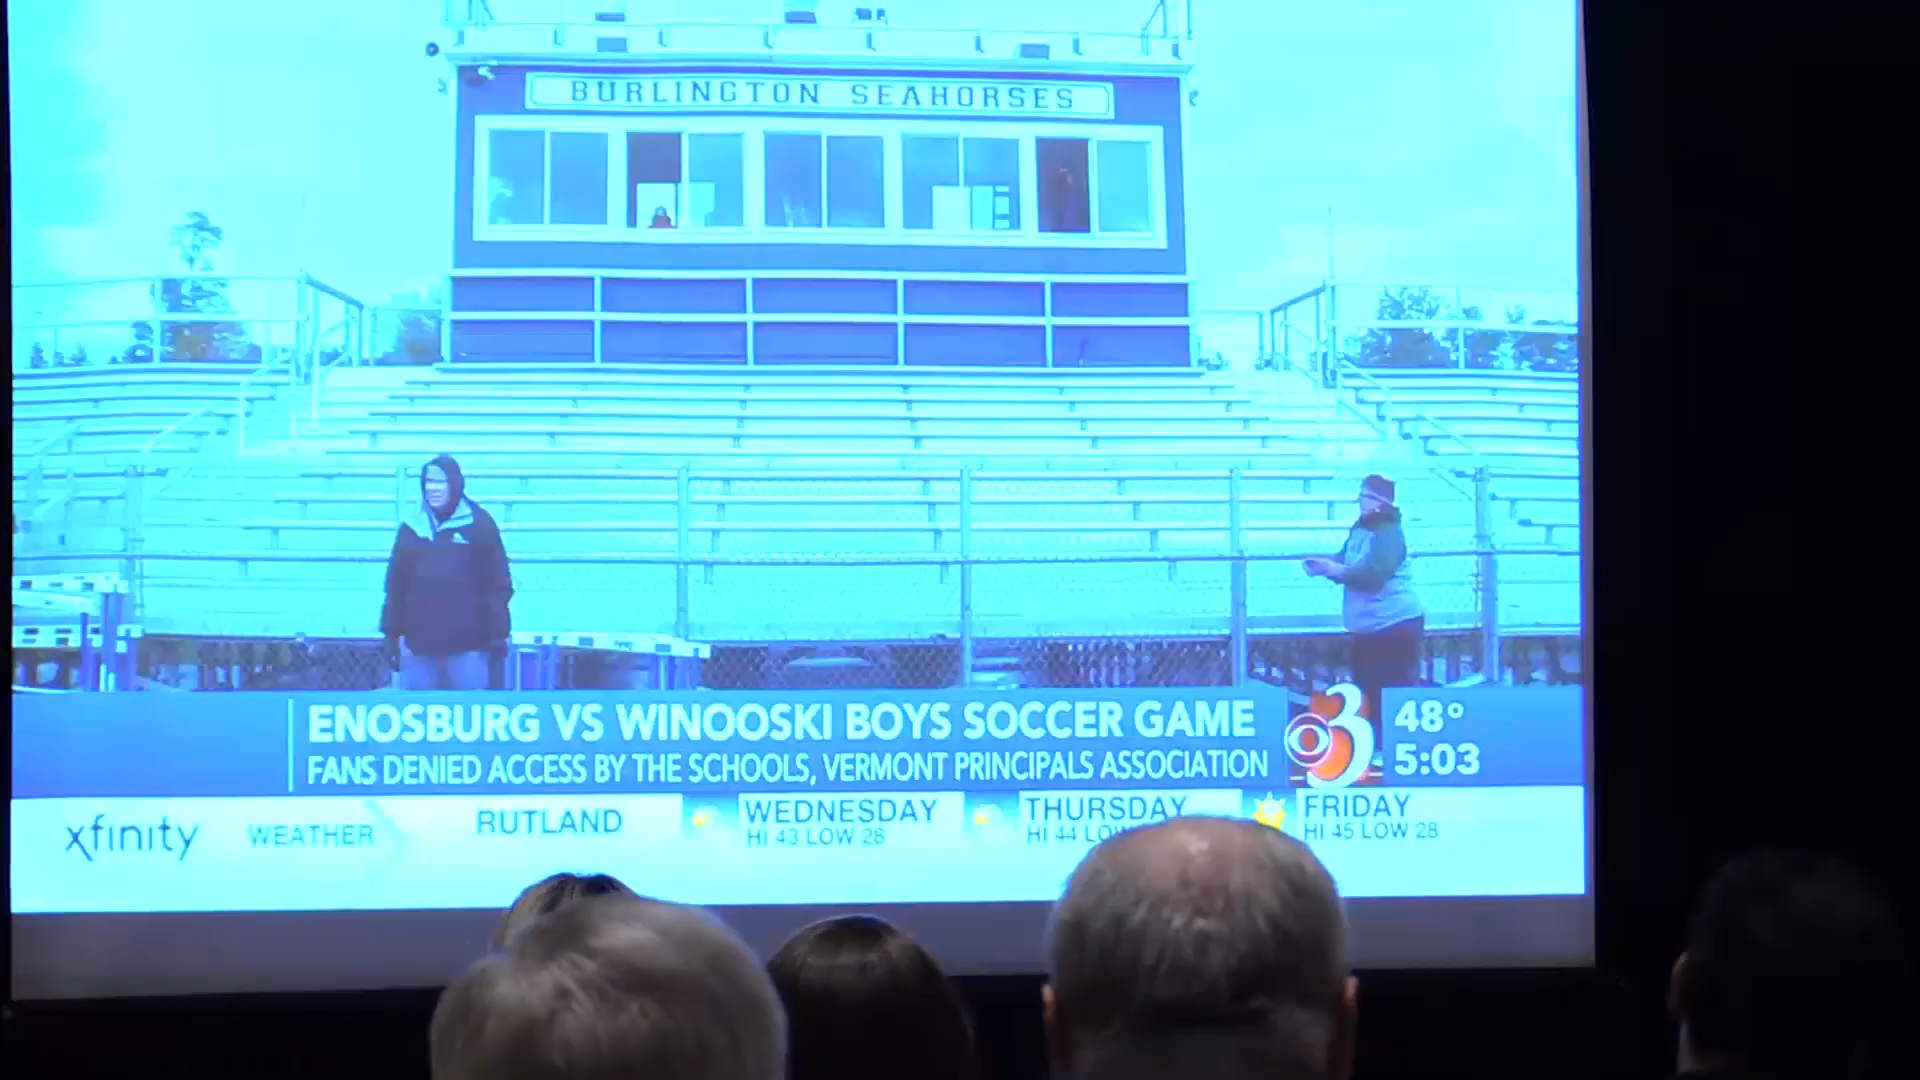 BURLINGTON SEAHORSES
ENOSBURG VS WINOOSKI BOYS SOCCER GAME
FANS DENIED ACCESS BY THE SCHOOLS, VERMONT PRINCIPALS ASSOCIATION
3
48°
5:03
xfinity WEATHER RUTLAND
WEDNESDAY
HI 43 LOW 28
THURSDAY
HI 44
FRIDAY
HI 45 LOW 28